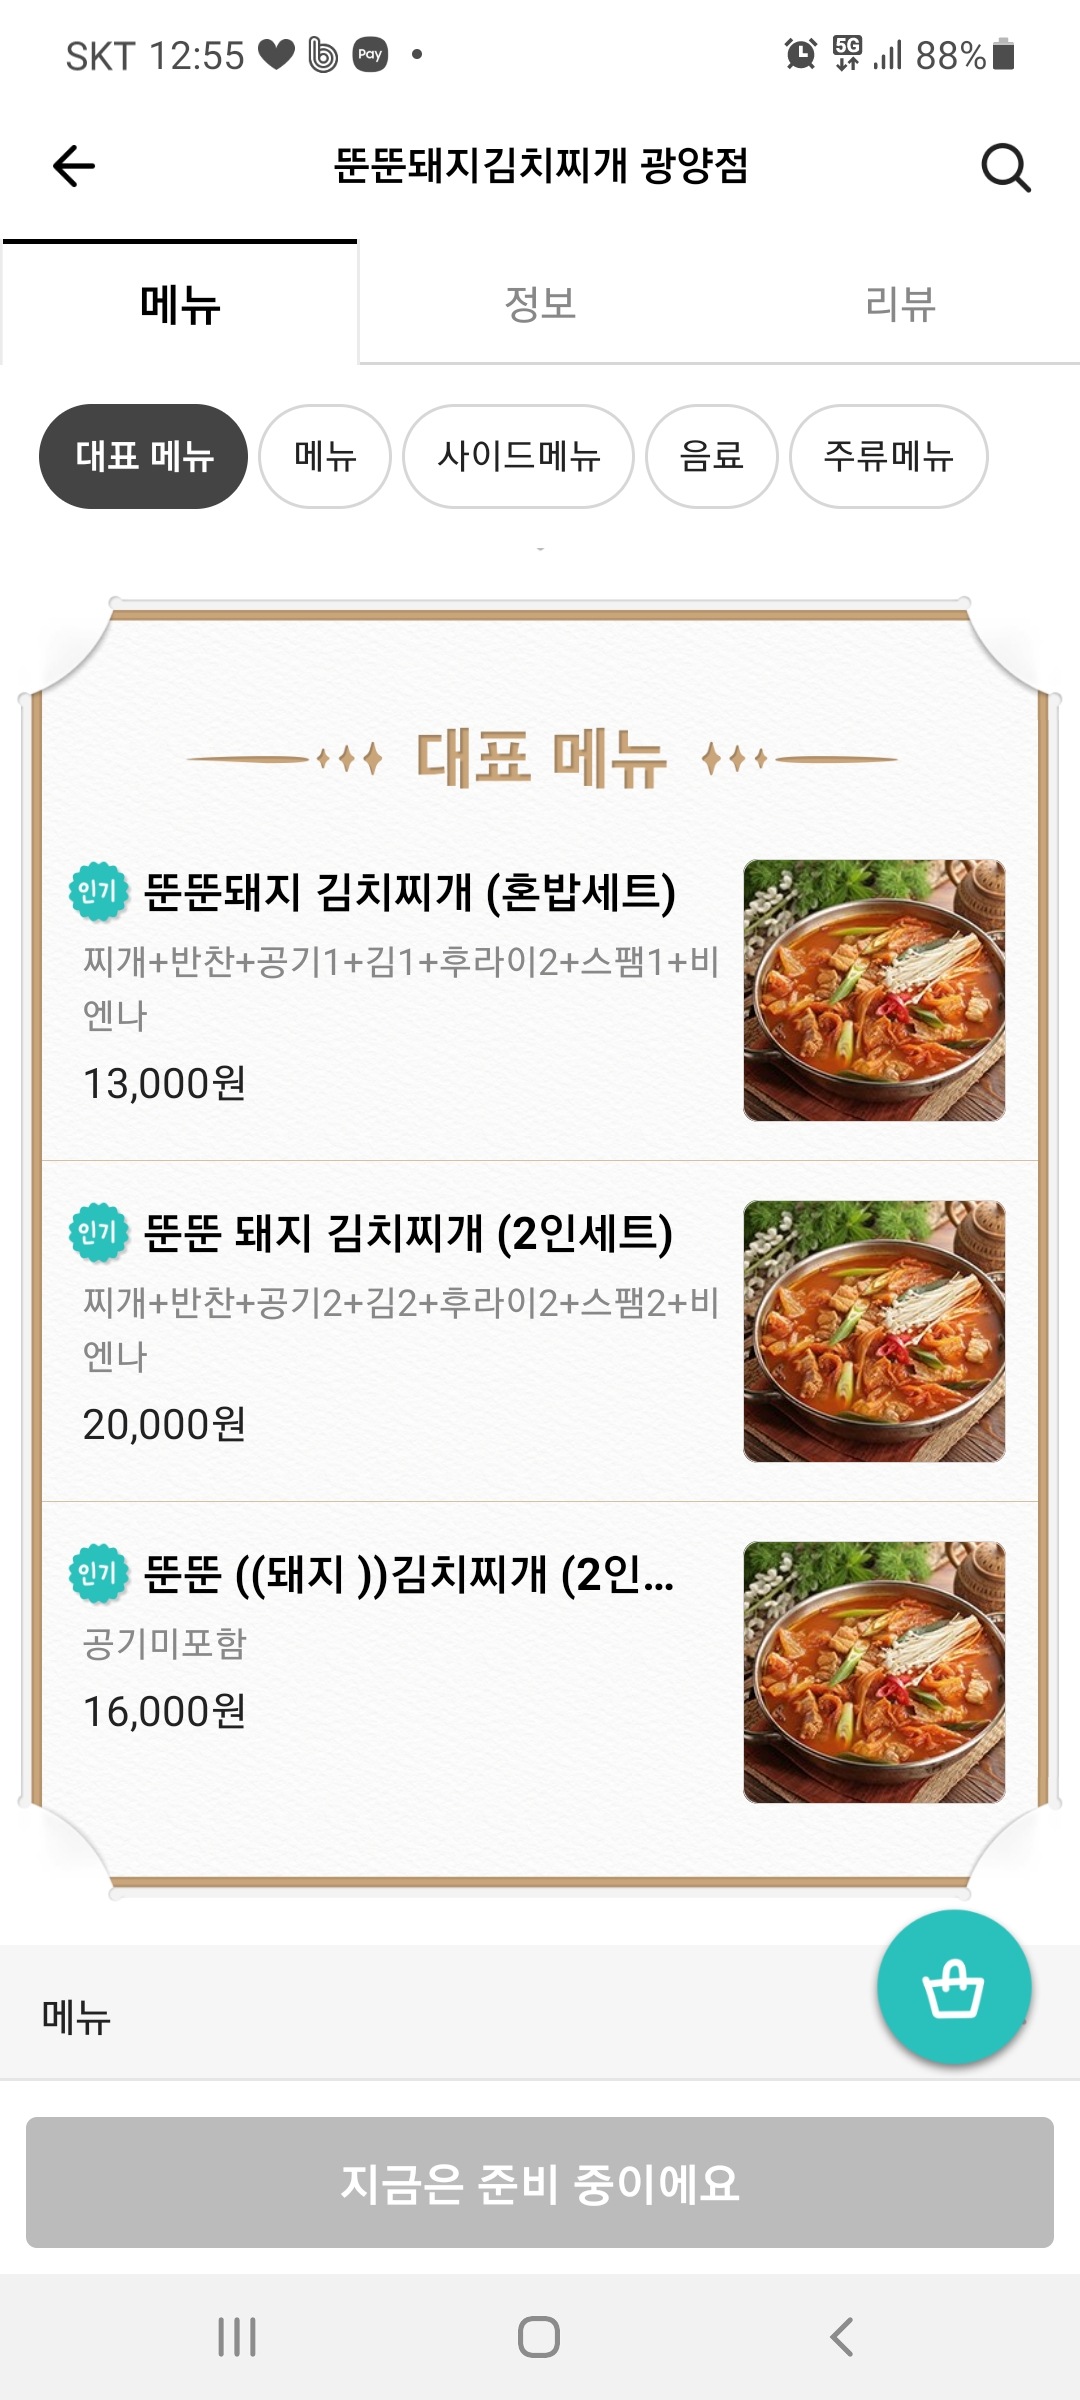 SKT 12:55 Pay 5G 88%
뚠뚠돼지김치찌개 광양점
메뉴 정보 리뷰
대표 메뉴 메뉴 사이드메뉴 음료 주류메뉴
대표 메뉴
인기 뚠뚠돼지 김치찌개 (혼밥세트)
찌개+반찬+공기1+김1+후라이2+스팸1+비
엔나
13,000원
인기 뚠뚠 돼지 김치찌개 (2인세트)
찌개+반찬+공기2+김2+후라이2+스팸2+비
엔나
20,000원
인기 뚠뚠 ((돼지 ))김치찌개 (2인...
공기미포함
16,000원
메뉴
지금은 준비 중이에요